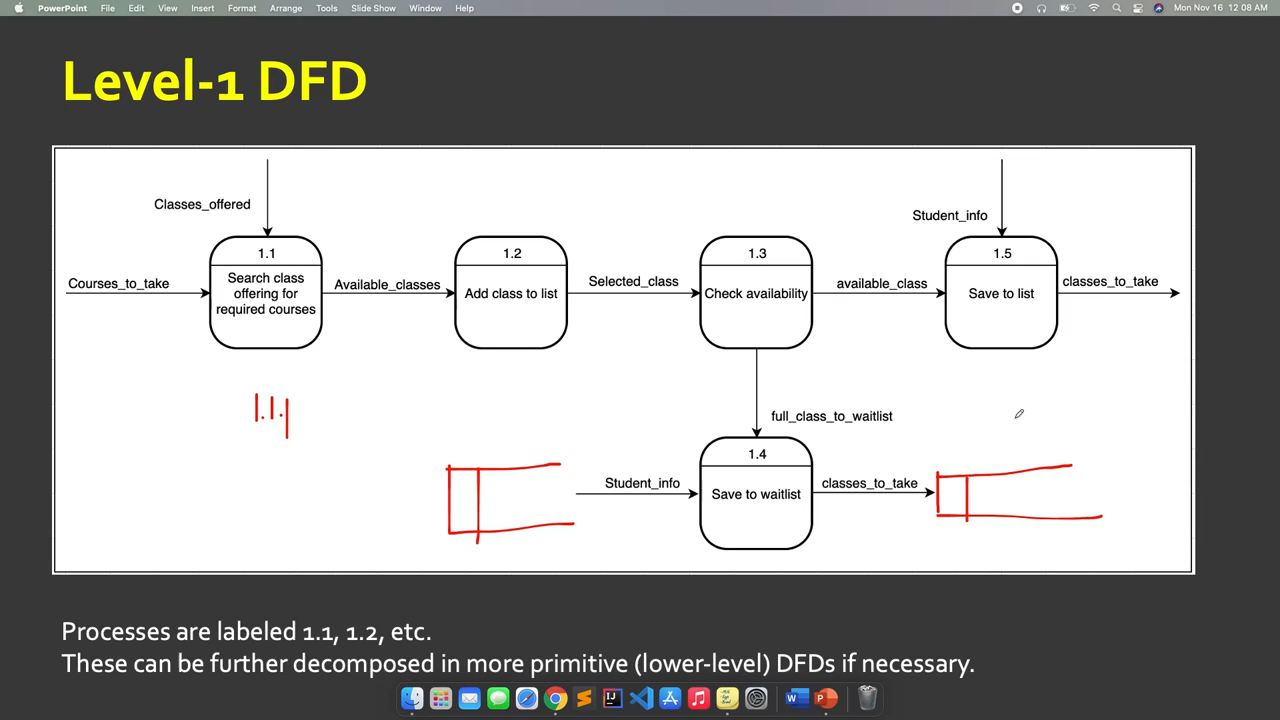 PowerPoint File Edit View Insert Format Arrange Tools Slide Show Window Help Mon Nov 16 12:08 AM
Level-1 DFD
Classes_offered
Student_info
1.1
1.2
1.3
1.5
Courses_to_take
Search class
offering for
required courses
Available_classes
Add class to list
Selected_class
Check availability
available_class
Save to list
classes_to_take
1.1.1
full_class_to_waitlist
1.4
Student_info
Save to waitlist
classes_to_take
Processes are labeled 1.1, 1.2, etc.
These can be further decomposed in more primitive (lower-level) DFDs if necessary.